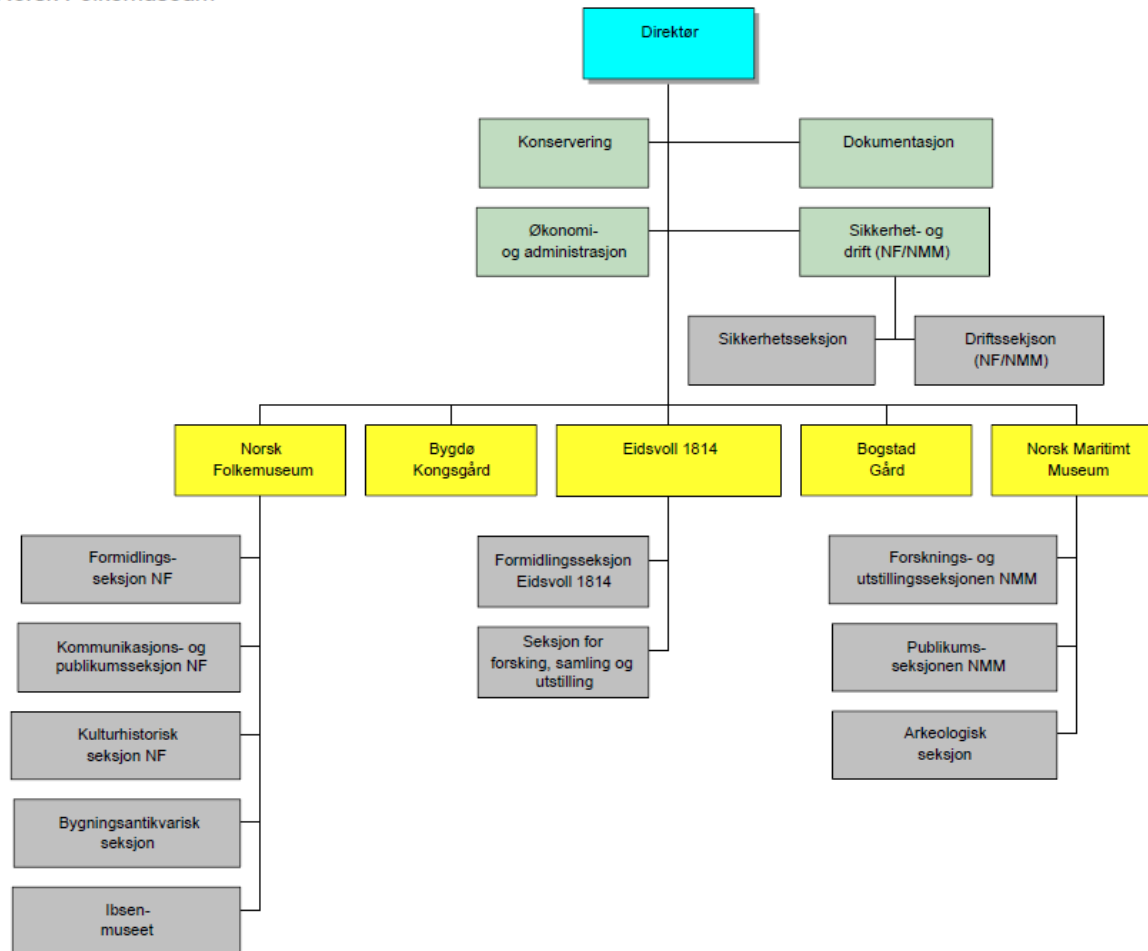 Norsk Folkemuseum
Direktør
Konservering
Dokumentasjon
Økonomi-
og administrasjon
Sikkerhet- og
drift (NF/NMM)
Sikkerhetsseksjon
Driftssekjson
(NF/NMM)
Norsk
Folkemuseum
Bygdø
Kongsgård
Eidsvoll 1814
Bogstad
Gård
Norsk Maritimt
Museum
Formidlings-
seksjon NF
Kommunikasjons- og
publikumsseksjon NF
Kulturhistorisk
seksjon NF
Bygningsantikvarisk
seksjon
Ibsen-
museet
Formidlingsseksjon
Eidsvoll 1814
Seksjon for
forsking, samling og
utstilling
Forsknings- og
utstillingsseksjonen NMM
Publikums-
seksjonen NMM
Arkeologisk
seksjon